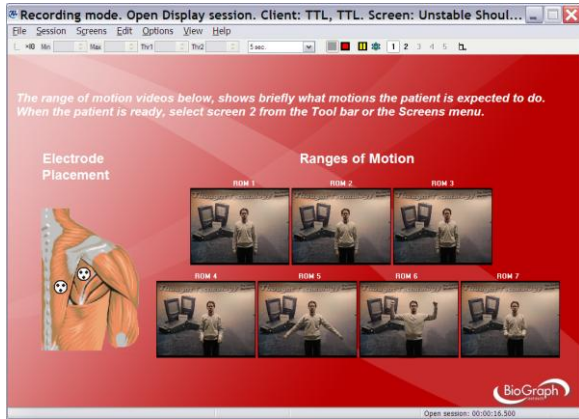 Recording mode. Open Display session. Client: TTL, TTL. Screen: Unstable Shoul...
File Session Screens Edit Options View Help
Min Max Thr1 Thr2 5 sec. 1 2 3 4 5
The range of motion videos below, shows briefly what motions the patient is expected to do.
When the patient is ready, select screen 2 from the Tool bar or the Screens menu.
Electrode
Placement
Ranges of Motion
ROM 1 ROM 2 ROM 3
ROM 4 ROM 5 ROM 6 ROM 7
BioGraph
Open session: 00:00:16.500